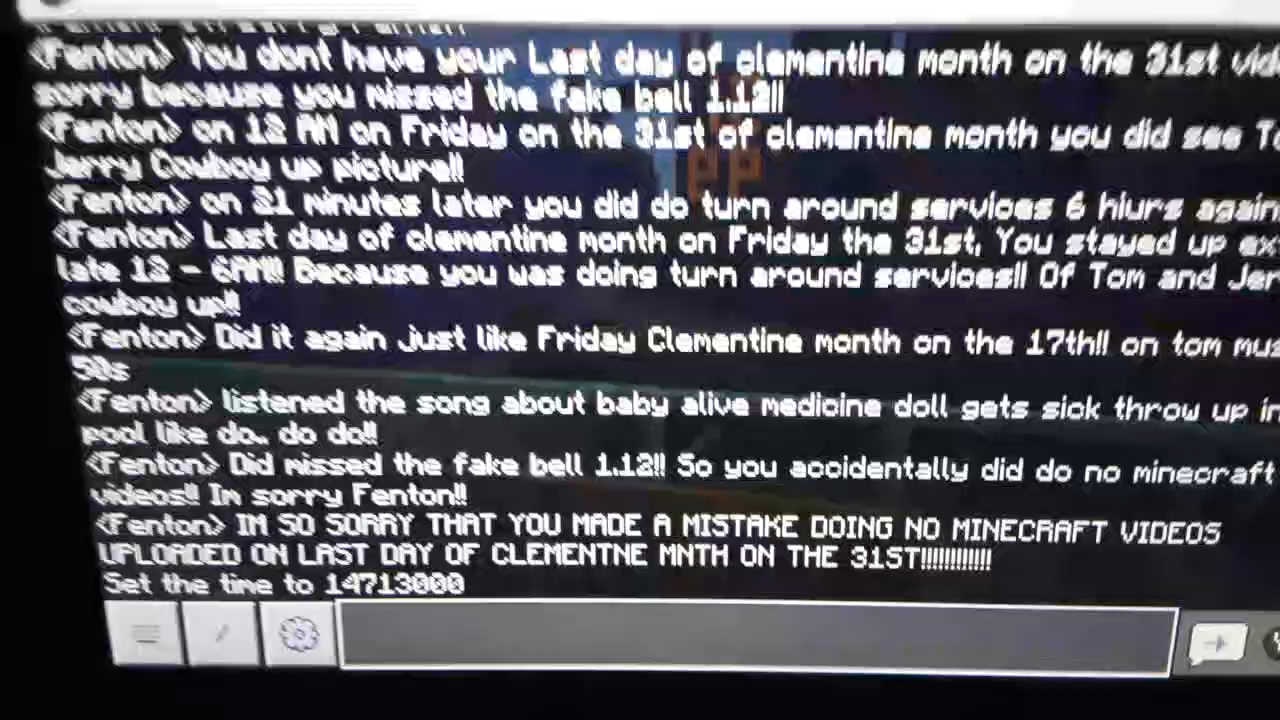 <Fenton> You dont have your Last day of clementine month on the 31st vid
sorry because you missed the fake bell 1.12!!
<Fenton> on 12 AM on Friday on the 31st of clementine month you did see To
Jerry Cowboy up picture!!
<Fenton> on 21 minutes later you did do turn around services 6 hiurs again
<Fenton> Last day of clementine month on Friday the 31st, You stayed up ex
late 12 - 6AM!! Because you was doing turn around services!! Of Tom and Jer
cowboy up!!
<Fenton> Did it again just like Friday Clementine month on the 17th!! on tom mus
50s
<Fenton> listened the song about baby alive medicine doll gets sick throw up in
pool like do.. do do!!
<Fenton> Did missed the fake bell 1.12!! So you accidentally did do no minecraft
videos!! Im sorry Fenton!!
<Fenton> IM SO SORRY THAT YOU MADE A MISTAKE DOING NO MINECRAFT VIDEOS
UPLOADED ON LAST DAY OF CLEMENTNE MNTH ON THE 31ST!!!!!!!!!!!!
Set the time to 14713000